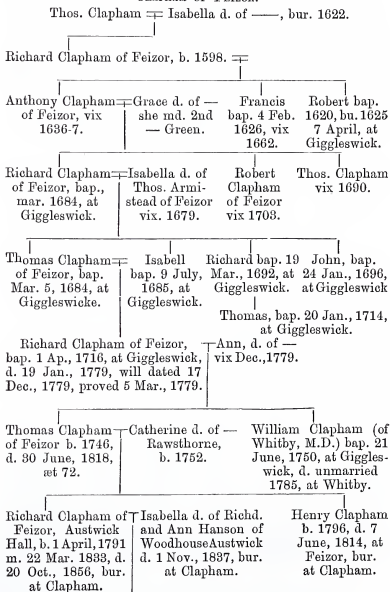 Thos. Clapham = Isabella d. of ——, bur. 1622.
Richard Clapham of Feizor, b. 1598. =
Anthony Clapham = Grace d. of —
of Feizor, vix
1636-7.
she md. 2nd
— Green.
Francis
bap. 4 Feb.
1626, vix
1662.
Robert bap.
1620, bu. 1625
7 April, at
Giggleswick.
Richard Clapham = Isabella d. of
of Feizor, bap.,
mar. 1684, at
Giggleswick.
Thos. Armi-
stead of Feizor
vix. 1679.
Robert
Clapham
of Feizor
vix 1703.
Thos. Clapham
vix 1690.
Thomas Clapham =
of Feizor, bap.
Mar. 5, 1684, at
Giggleswicke.
Isabell
bap. 9 July,
1685, at
Giggleswick.
Richard bap. 19
Mar., 1692, at
Giggleswick.
John, bap.
24 Jan., 1696,
at Giggleswick
Thomas, bap. 20 Jan., 1714,
at Giggleswick.
Richard Clapham of Feizor,
bap. 1 Ap., 1716, at Giggleswick,
d. 19 Jan., 1779, will dated 17
Dec., 1779, proved 5 Mar., 1779.
Ann, d. of —
vix Dec., 1779.
Thomas Clapham
of Feizor b. 1746,
d. 30 June, 1818,
æt 72.
Catherine d. of —
Rawsthorne,
b. 1752.
William Clapham (of
Whitby, M.D.) bap. 21
June, 1750, at Giggles-
wick, d. unmarried
1785, at Whitby.
Richard Clapham of
Feizor, Austwick
Hall, b. 1 April, 1791
m. 22 Mar. 1833, d.
20 Oct., 1856, bur.
at Clapham.
Isabella d. of Richd.
and Ann Hanson of
Woodhouse Austwick
d. 1 Nov., 1837, bur.
at Clapham.
Henry Clapham
b. 1796, d. 7
June, 1814, at
Feizor, bur.
at Clapham.